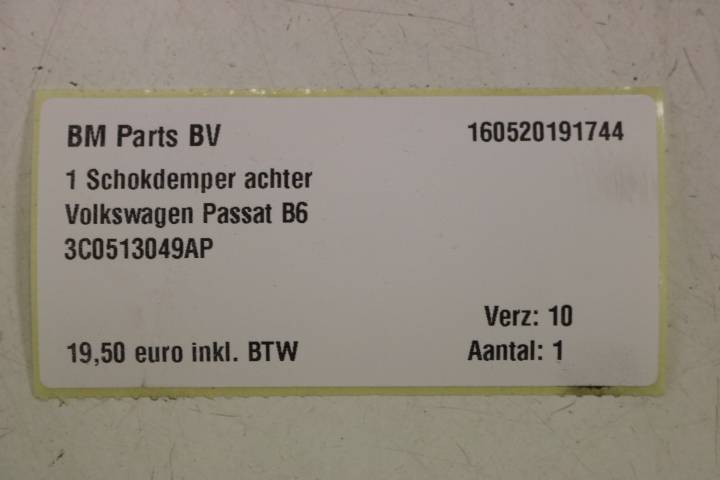 BM Parts BV 160520191744
1 Schokdemper achter
Volkswagen Passat B6
3C0513049AP
Verz: 10
19,50 euro inkl. BTW Aantal: 1